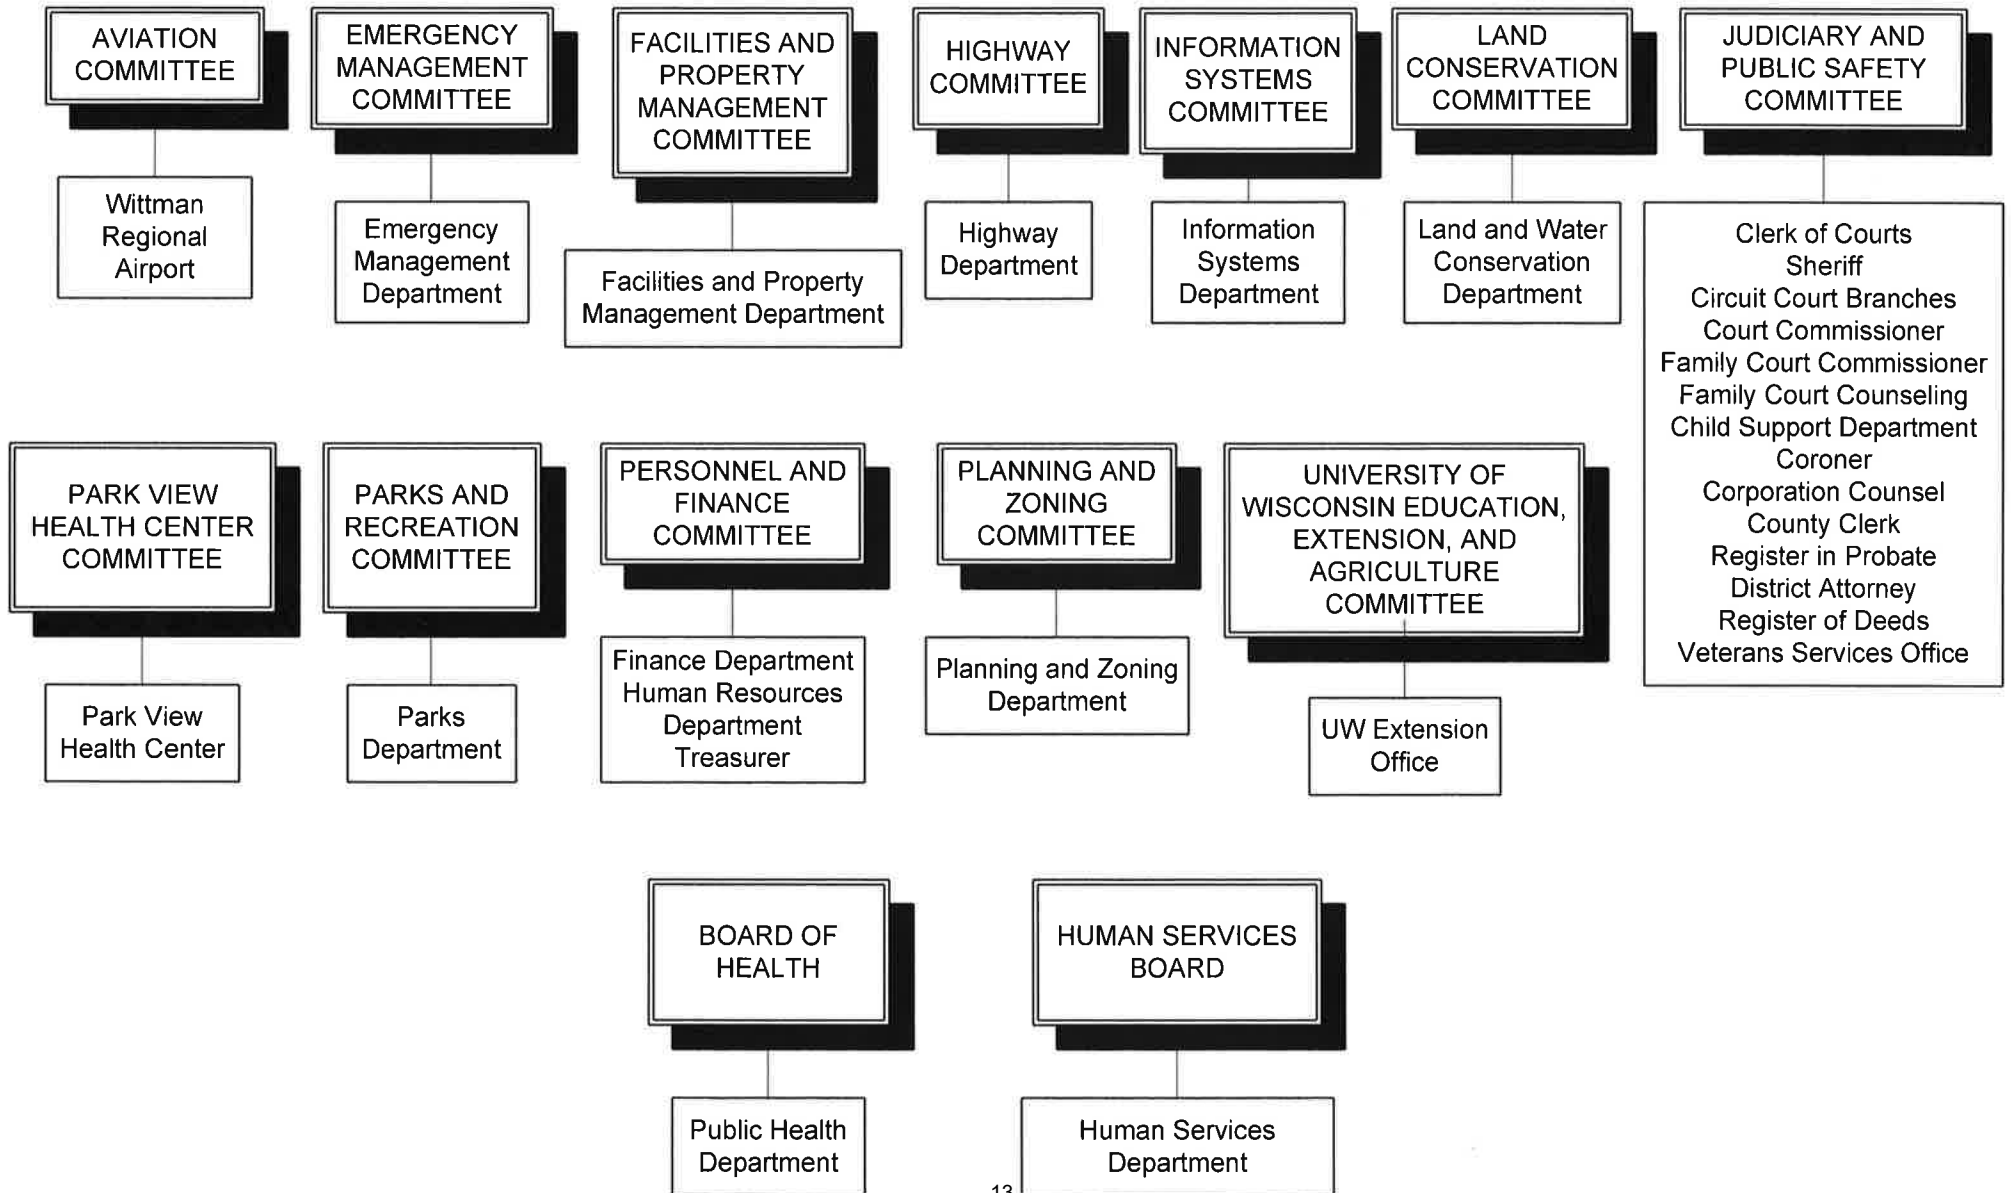 AVIATION
COMMITTEE
Wittman
Regional
Airport
EMERGENCY
MANAGEMENT
COMMITTEE
Emergency
Management
Department
FACILITIES AND
PROPERTY
MANAGEMENT
COMMITTEE
Facilities and Property
Management Department
HIGHWAY
COMMITTEE
Highway
Department
INFORMATION
SYSTEMS
COMMITTEE
Information
Systems
Department
LAND
CONSERVATION
COMMITTEE
Land and Water
Conservation
Department
JUDICIARY AND
PUBLIC SAFETY
COMMITTEE
Clerk of Courts
Sheriff
Circuit Court Branches
Court Commissioner
Family Court Commissioner
Family Court Counseling
Child Support Department
Coroner
Corporation Counsel
County Clerk
Register in Probate
District Attorney
Register of Deeds
Veterans Services Office
PARK VIEW
HEALTH CENTER
COMMITTEE
Park View
Health Center
PARKS AND
RECREATION
COMMITTEE
Parks
Department
PERSONNEL AND
FINANCE
COMMITTEE
Finance Department
Human Resources
Department
Treasurer
PLANNING AND
ZONING
COMMITTEE
Planning and Zoning
Department
UNIVERSITY OF
WISCONSIN EDUCATION,
EXTENSION, AND
AGRICULTURE
COMMITTEE
UW Extension
Office
BOARD OF
HEALTH
Public Health
Department
HUMAN SERVICES
BOARD
Human Services
Department
13